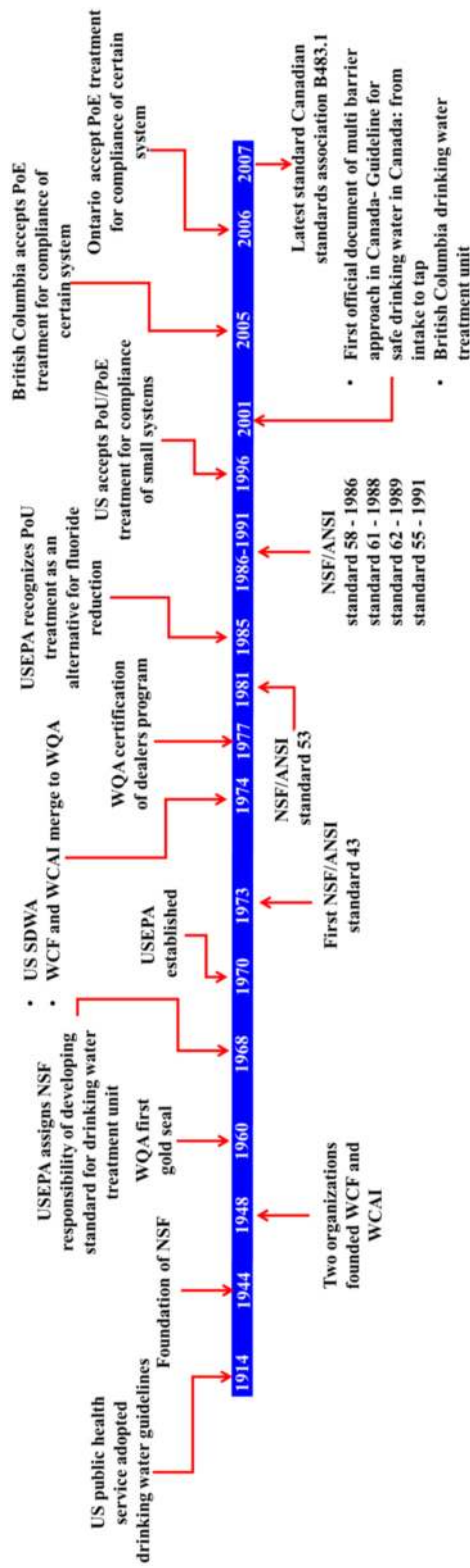 US public health
service adopted
drinking water guidelines
Foundation of NSF
USEPA assigns NSF
responsibility of developing
standard for drinking water
treatment unit
WQA first
gold seal
• US SDWA
• WCF and WCAI merge to WQA
USEPA
established
WQA certification
of dealers program
USEPA recognizes PoU
treatment as an
alternative for fluoride
reduction
US accepts PoU/PoE
treatment for compliance
of small systems
British Columbia accepts PoE
treatment for compliance of
certain system
Ontario accept PoE treatment
for compliance of certain
system
1914
1944
1948
1960
1968
1970
1973
1974
1977
1981
1985
1986-1991
1996
2001
2005
2006
2007
Two organizations
founded WCF and
WCAI
First NSF/ANSI
standard 43
NSF/ANSI
standard 53
NSF/ANSI
standard 58 - 1986
standard 61 - 1988
standard 62 - 1989
standard 55 - 1991
• First official document of multi barrier
approach in Canada- Guideline for
safe drinking water in Canada: from
intake to tap
• British Columbia drinking water
treatment unit
Latest standard Canadian
standards association B483.1